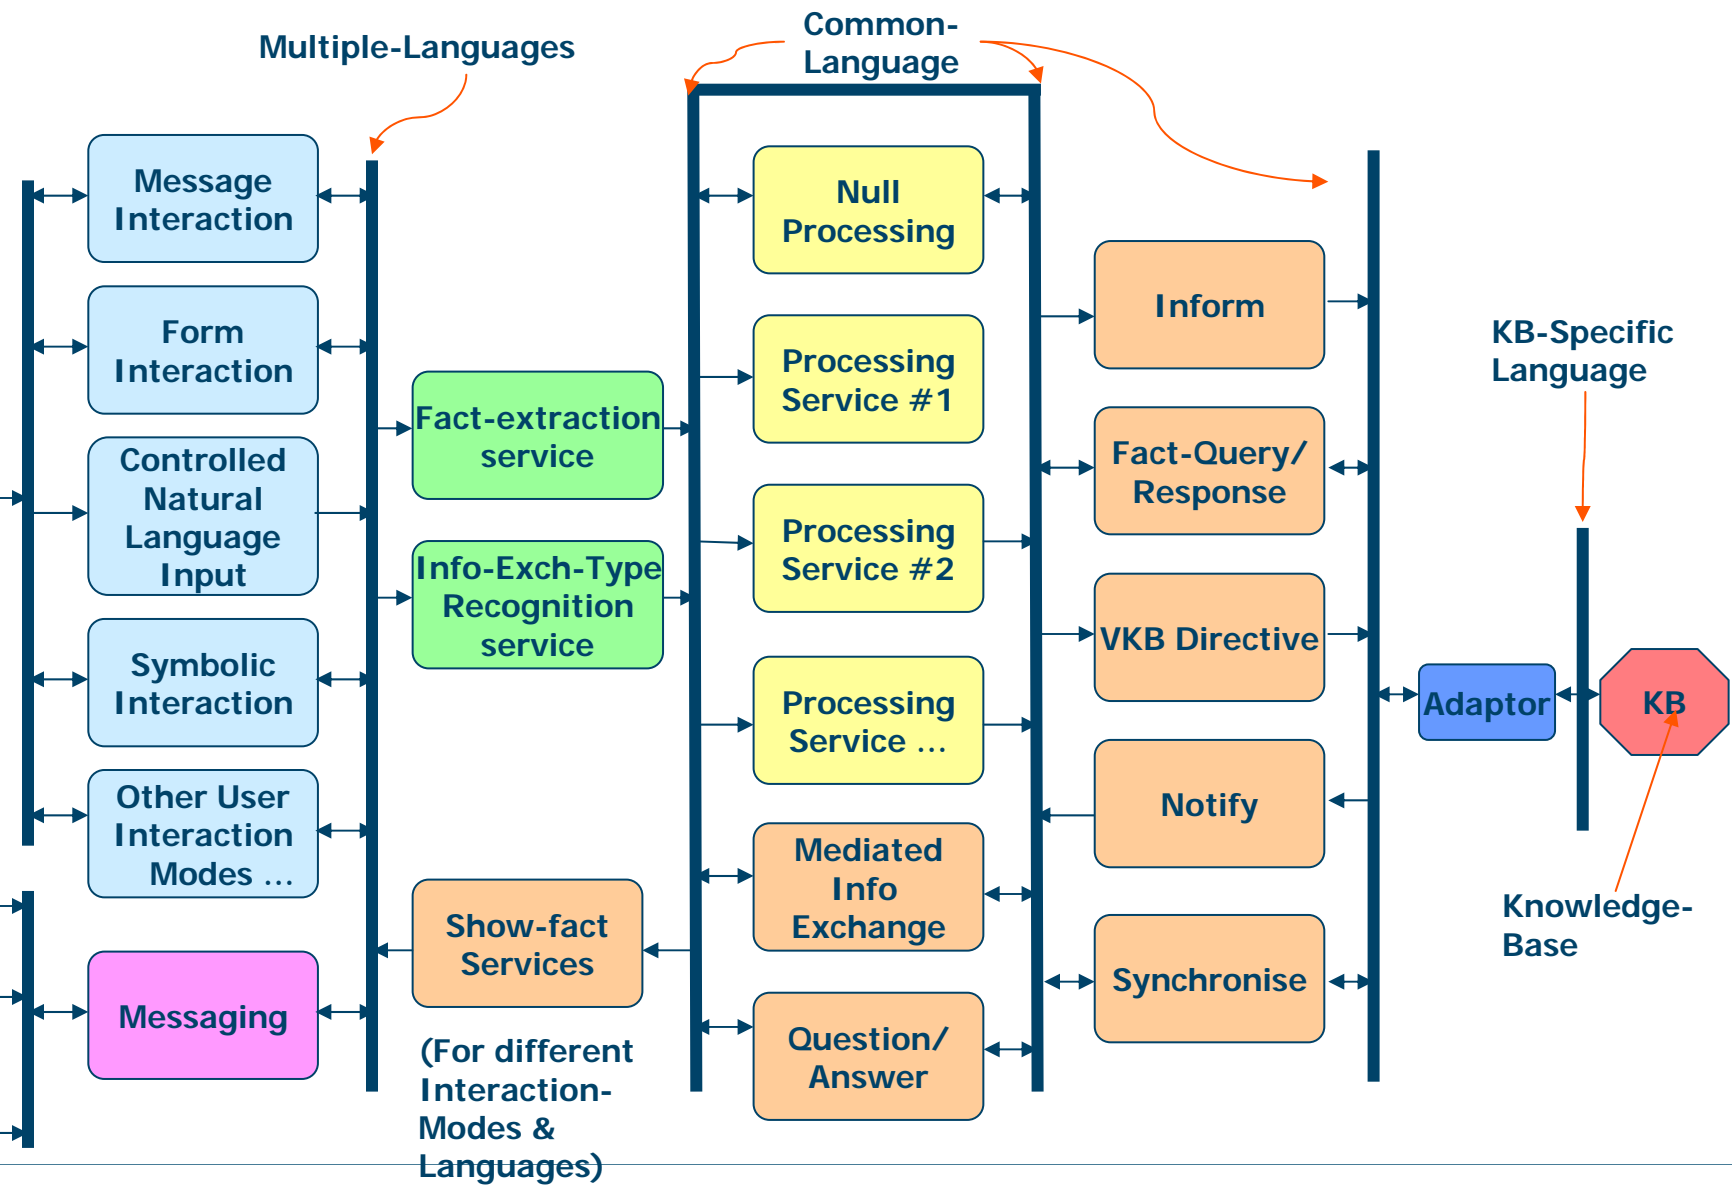 Multiple-Languages
Common-
Language
Message
Interaction
Form
Interaction
Controlled
Natural
Language
Input
Symbolic
Interaction
Other User
Interaction
Modes ...
Messaging
Fact-extraction
service
Info-Exch-Type
Recognition
service
Show-fact
Services
(For different
Interaction-
Modes &
Languages)
Null
Processing
Processing
Service #1
Processing
Service #2
Processing
Service ...
Mediated
Info
Exchange
Question/
Answer
Inform
Fact-Query/
Response
VKB Directive
Notify
Synchronise
KB-Specific
Language
Adaptor
KB
Knowledge-
Base